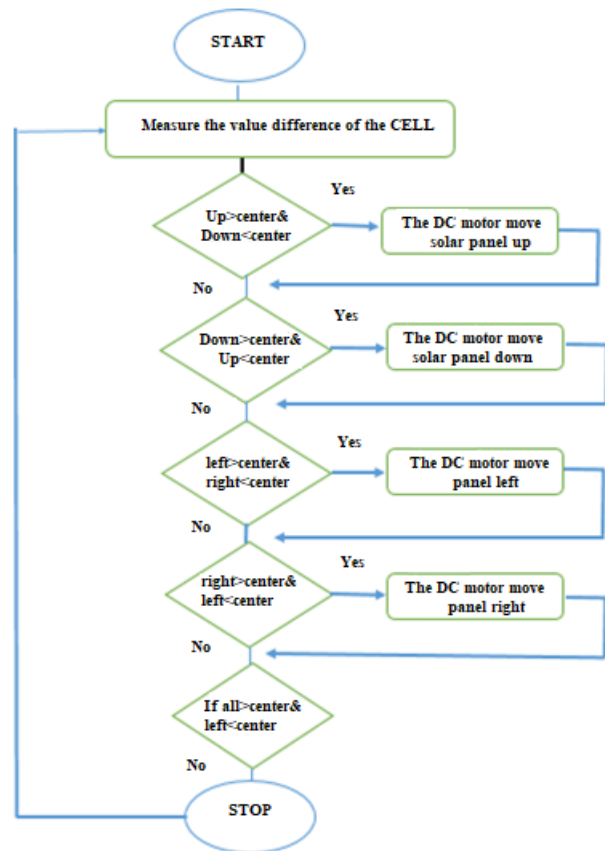 START
Measure the value difference of the CELL
Yes
Up>center&
Down<center
The DC motor move
solar panel up
No
Yes
Down>center&
Up<center
The DC motor move
solar panel down
No
Yes
left>center&
right<center
The DC motor move
panel left
No
Yes
right>center&
left<center
The DC motor move
panel right
No
If all>center&
left<center
No
STOP